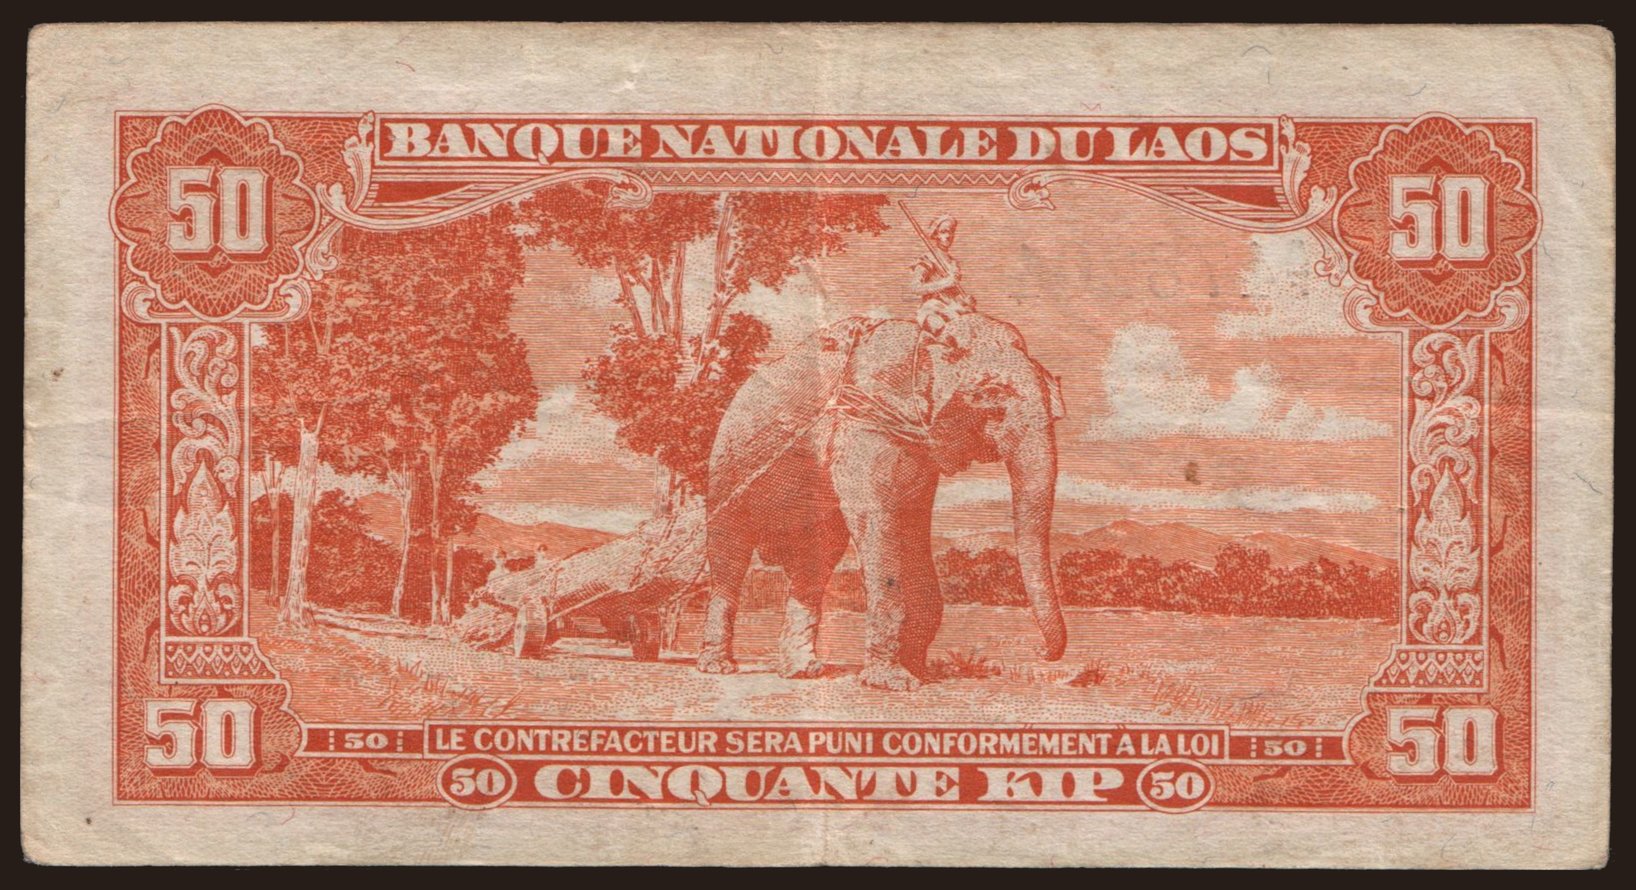 BANQUE NATIONALE DU LAOS
50 50
50 LE CONTREFACTEUR SERA PUNI CONFORMÉMENT À LA LOI 50
50 50
50 CINQUANTE KIP 50